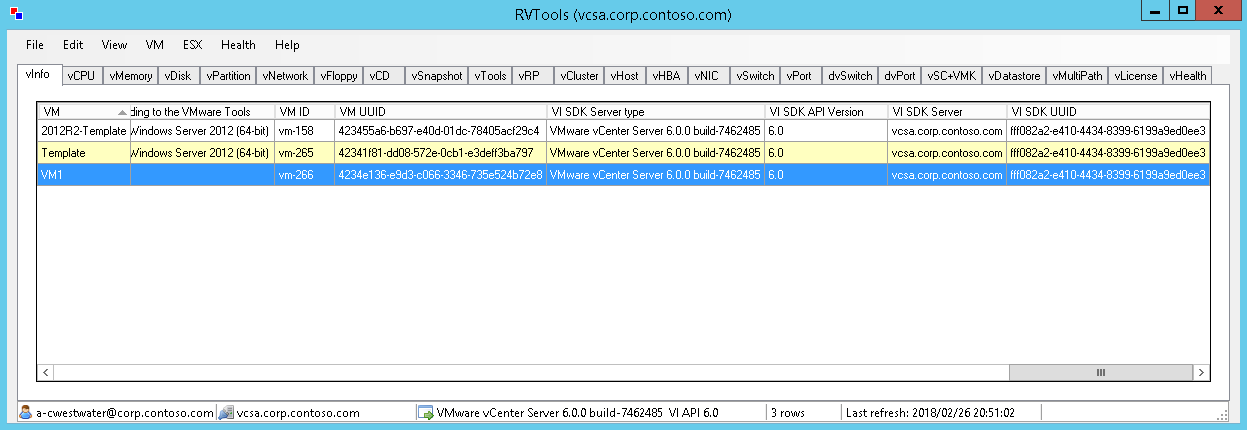 RVTools (vcsa.corp.contoso.com)
File Edit View VM ESX Health Help
vInfo vCPU vMemory vDisk vPartition vNetwork vFloppy vCD vSnapshot vTools vRP vCluster vHost vHBA vNIC vSwitch vPort dvSwitch dvPort vSC+VMK vDatastore vMultiPath vLicense vHealth
VM ding to the VMware Tools VM ID VM UUID VI SDK Server type VI SDK API Version VI SDK Server VI SDK UUID
2012R2-Template Windows Server 2012 (64-bit) vm-158 423455a6-b697-e40d-01dc-78405acf29c4 VMware vCenter Server 6.0.0 build-7462485 6.0 vcsa.corp.contoso.com fff082a2-e410-4434-8399-6199a9ed0ee3
Template Windows Server 2012 (64-bit) vm-265 42341f81-dd08-572e-0cb1-e3deff3ba797 VMware vCenter Server 6.0.0 build-7462485 6.0 vcsa.corp.contoso.com fff082a2-e410-4434-8399-6199a9ed0ee3
VM1 vm-266 4234e136-e9d3-c066-3346-735e524b72e8 VMware vCenter Server 6.0.0 build-7462485 6.0 vcsa.corp.contoso.com fff082a2-e410-4434-8399-6199a9ed0ee3
a-cwestwater@corp.contoso.com vcsa.corp.contoso.com VMware vCenter Server 6.0.0 build-7462485 VI API 6.0 3 rows Last refresh: 2018/02/26 20:51:02